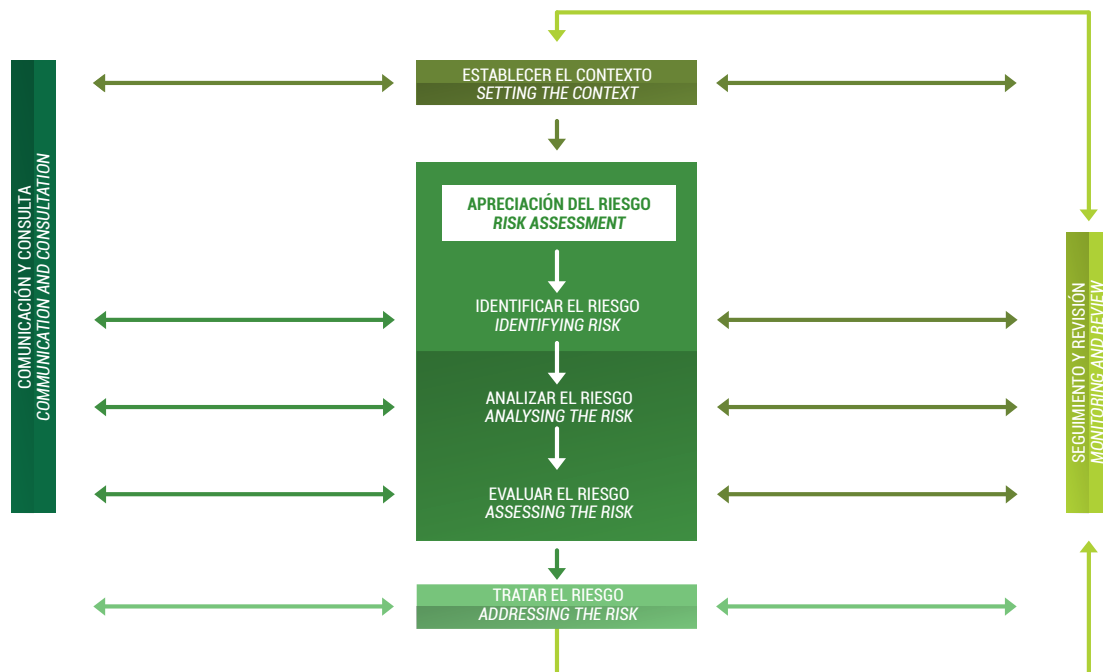 ESTABLECER EL CONTEXTO
SETTING THE CONTEXT
COMUNICACIÓN Y CONSULTA
COMMUNICATION AND CONSULTATION
APRECIACIÓN DEL RIESGO
RISK ASSESSMENT
IDENTIFICAR EL RIESGO
IDENTIFYING RISK
ANALIZAR EL RIESGO
ANALYSING THE RISK
EVALUAR EL RIESGO
ASSESSING THE RISK
SEGUIMIENTO Y REVISIÓN
MONITORING AND REVIEW
TRATAR EL RIESGO
ADDRESSING THE RISK